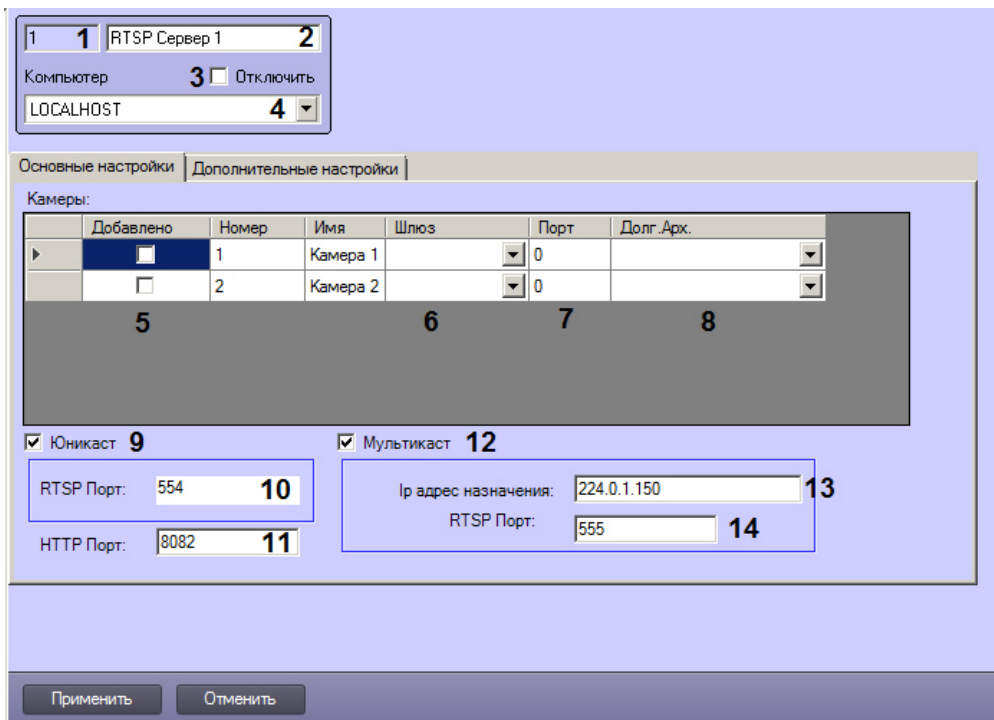 1 1 RTSP Сервер 1 2
Компьютер 3 Отключить
LOCALHOST 4
Основные настройки Дополнительные настройки
Камеры:
Добавлено Номер Имя Шлюз Порт Долг.Арх.
1 Камера 1 0
2 Камера 2 0
5 6 7 8
Юникаст 9 Мультикаст 12
RTSP Порт: 554 10 Ip адрес назначения: 224.0.1.150 13
HTTP Порт: 8082 11 RTSP Порт: 555 14
Применить Отменить